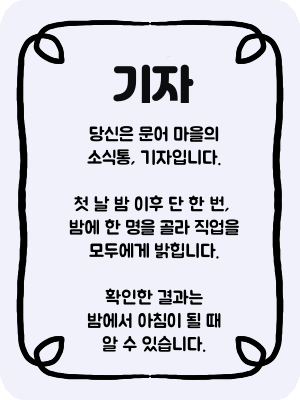 기자
당신은 문어 마을의
소식통, 기자입니다.
첫 날 밤 이후 단 한 번,
밤에 한 명을 골라 직업을
모두에게 밝힙니다.
확인한 결과는
밤에서 아침이 될 때
알 수 있습니다.